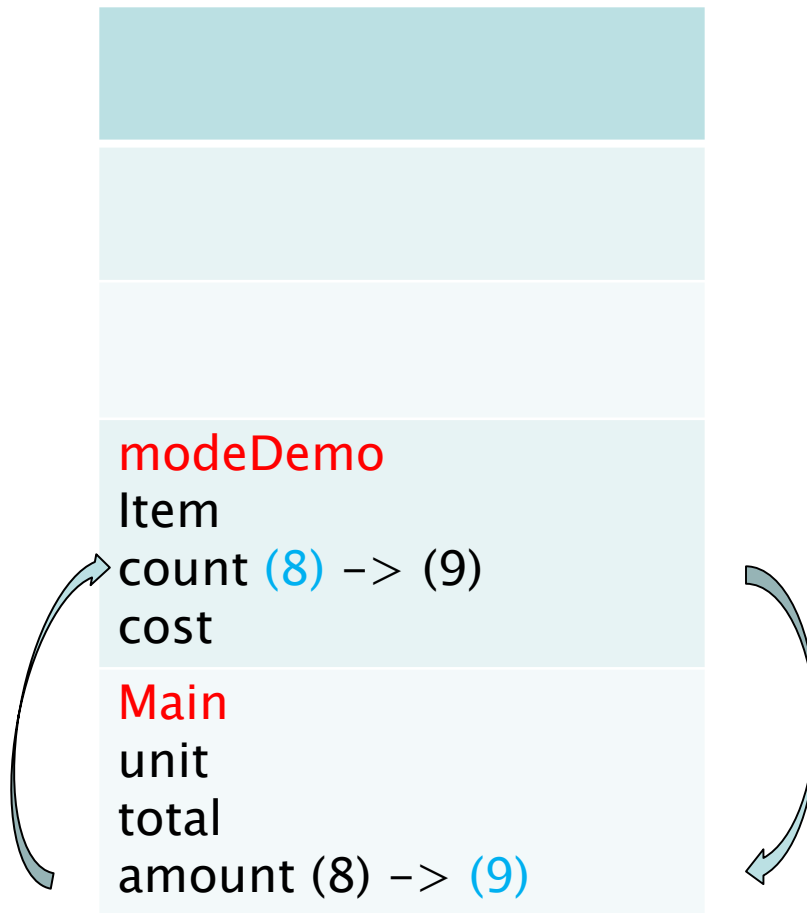 modeDemo
Item
count (8) –> (9)
cost
Main
unit
total
amount (8) –> (9)